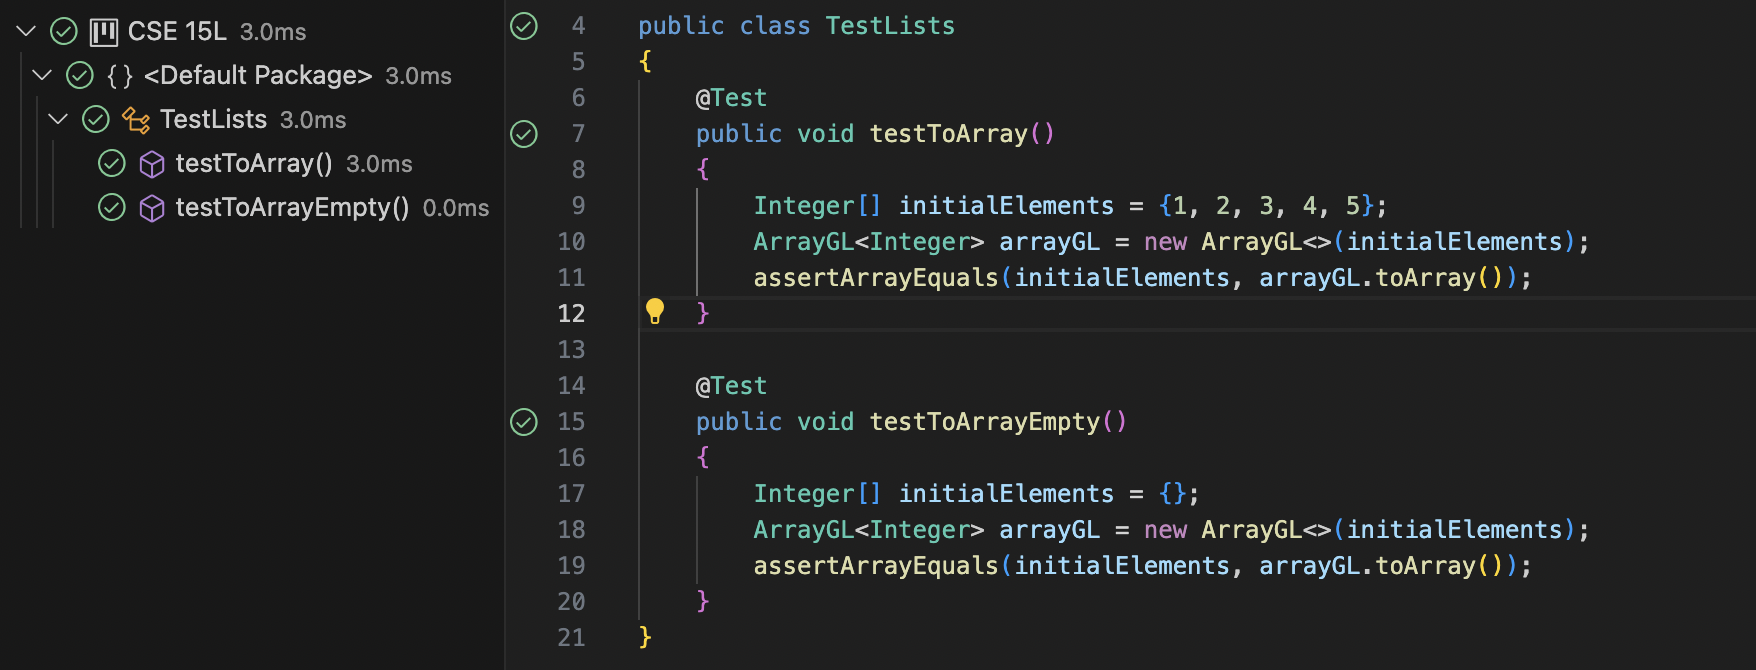 CSE 15L 3.0ms
{} <Default Package> 3.0ms
TestLists 3.0ms
testToArray() 3.0ms
testToArrayEmpty() 0.0ms
4 public class TestLists
5 {
6 @Test
7 public void testToArray()
8 {
9 Integer[] initialElements = {1, 2, 3, 4, 5};
10 ArrayGL<Integer> arrayGL = new ArrayGL<>(initialElements);
11 assertArrayEquals(initialElements, arrayGL.toArray());
12 }
13
14 @Test
15 public void testToArrayEmpty()
16 {
17 Integer[] initialElements = {};
18 ArrayGL<Integer> arrayGL = new ArrayGL<>(initialElements);
19 assertArrayEquals(initialElements, arrayGL.toArray());
20 }
21 }